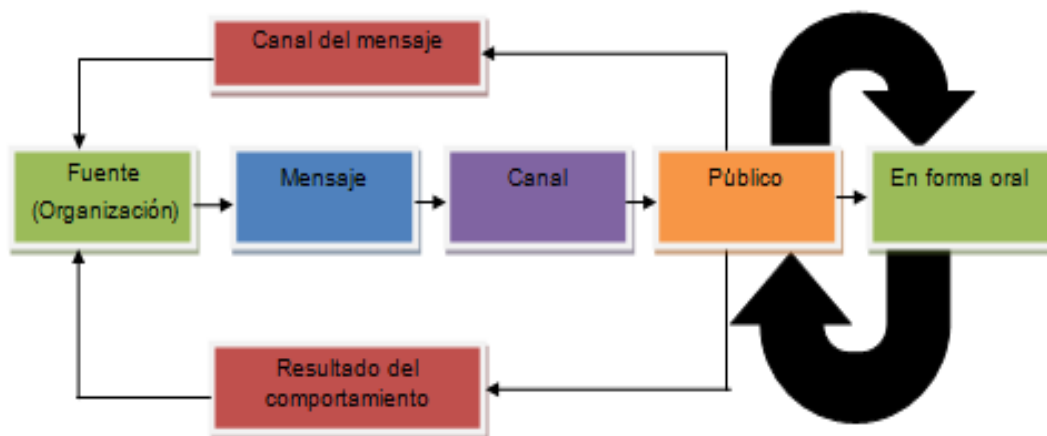 Canal del mensaje
Fuente
(Organización)
Mensaje
Canal
Público
En forma oral
Resultado del
comportamiento